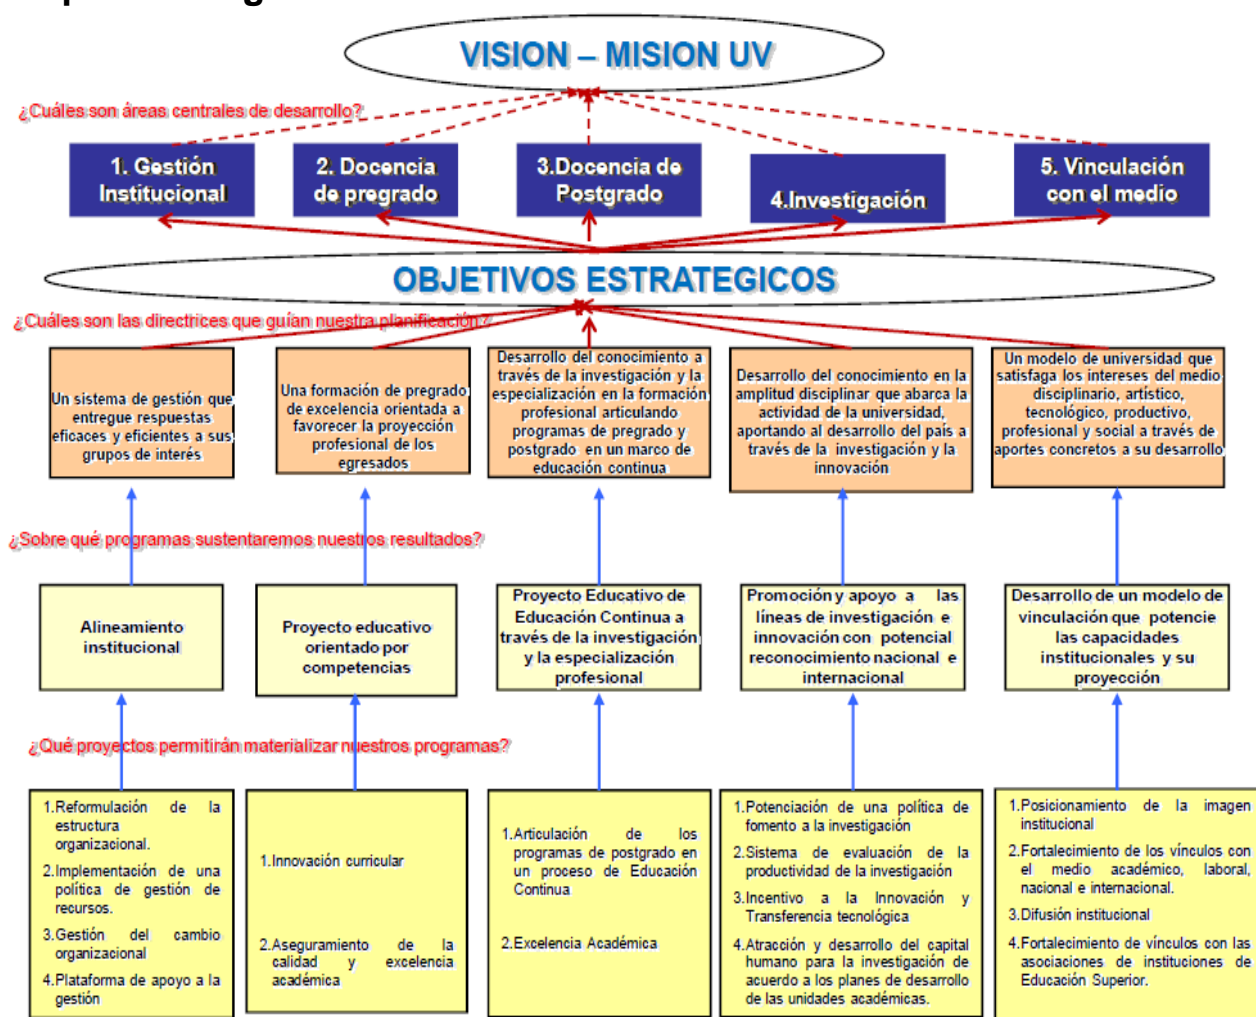 VISION – MISION UV
¿Cuáles son áreas centrales de desarrollo?
1. Gestión
Institucional
2. Docencia
de pregrado
3.Docencia de
Postgrado
4.Investigación
5. Vinculación
con el medio
OBJETIVOS ESTRATEGICOS
¿Cuáles son las directrices que guían nuestra planificación?
Un sistema de gestión que
entregue respuestas
eficaces y eficientes a sus
grupos de interés
Una formación de pregrado
de excelencia orientada a
favorecer la proyección
profesional de los
egresados
Desarrollo del conocimiento a
través de la investigación y la
especialización en la formación
profesional articulando
programas de pregrado y
postgrado en un marco de
educación continua
Desarrollo del conocimiento en la
amplitud disciplinar que abarca la
actividad de la universidad,
aportando al desarrollo del país a
través de la investigación y la
innovación
Un modelo de universidad que
satisfaga los intereses del medio
disciplinario, artístico,
tecnológico, productivo,
profesional y social a través de
aportes concretos a su desarrollo
¿Sobre qué programas sustentaremos nuestros resultados?
Alineamiento
institucional
Proyecto educativo
orientado por
competencias
Proyecto Educativo de
Educación Continua a
través de la investigación
y la especialización
profesional
Promoción y apoyo a las
líneas de investigación e
innovación con potencial
reconocimiento nacional e
internacional
Desarrollo de un modelo de
vinculación que potencie
las capacidades
institucionales y su
proyección
¿Qué proyectos permitirán materializar nuestros programas?
1.Reformulación de la
estructura
organizacional.
2.Implementación de una
política de gestión de
recursos.
3.Gestión del cambio
organizacional
4.Plataforma de apoyo a la
gestión
1.Innovación curricular
2.Aseguramiento de la
calidad y excelencia
académica
1.Articulación de los
programas de postgrado en
un proceso de Educación
Continua
2.Excelencia Académica
1.Potenciación de una política de
fomento a la investigación
2.Sistema de evaluación de la
productividad de la investigación
3.Incentivo a la Innovación y
Transferencia tecnológica
4.Atracción y desarrollo del capital
humano para la investigación de
acuerdo a los planes de desarrollo
de las unidades académicas.
1.Posicionamiento de la imagen
institucional
2.Fortalecimiento de los vínculos con
el medio académico, laboral,
nacional e internacional.
3.Difusión institucional
4.Fortalecimiento de vínculos con las
asociaciones de instituciones de
Educación Superior.